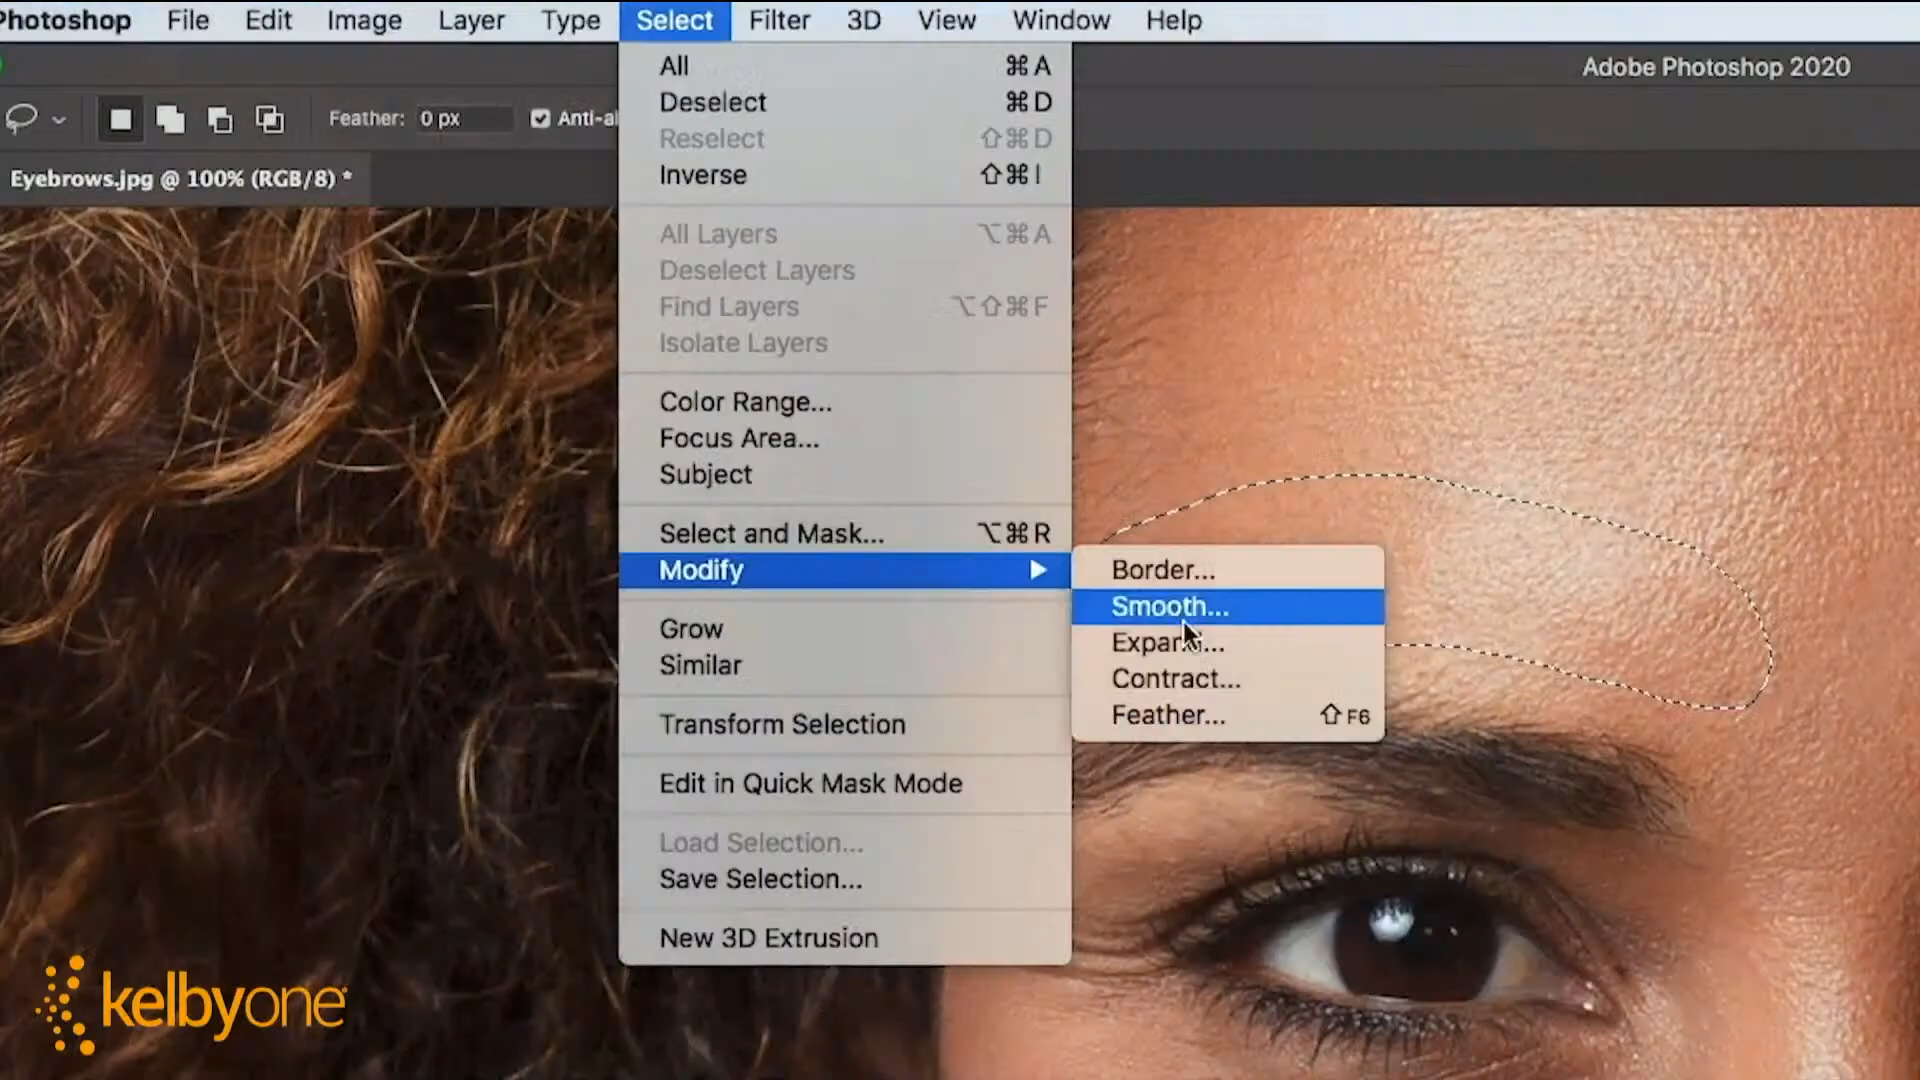 Photoshop File Edit Image Layer Type Select Filter 3D View Window Help
Adobe Photoshop 2020
Feather: 0 px Anti-al
Eyebrows.jpg @ 100% (RGB/8) *
All ⌘A
Deselect ⌘D
Reselect ⇧⌘D
Inverse ⇧⌘I
All Layers ⌥⌘A
Deselect Layers
Find Layers ⌥⇧⌘F
Isolate Layers
Color Range...
Focus Area...
Subject
Select and Mask... ⌥⌘R
Modify
Border...
Smooth...
Expand...
Contract...
Feather... ⇧F6
Grow
Similar
Transform Selection
Edit in Quick Mask Mode
Load Selection...
Save Selection...
New 3D Extrusion
kelbyone